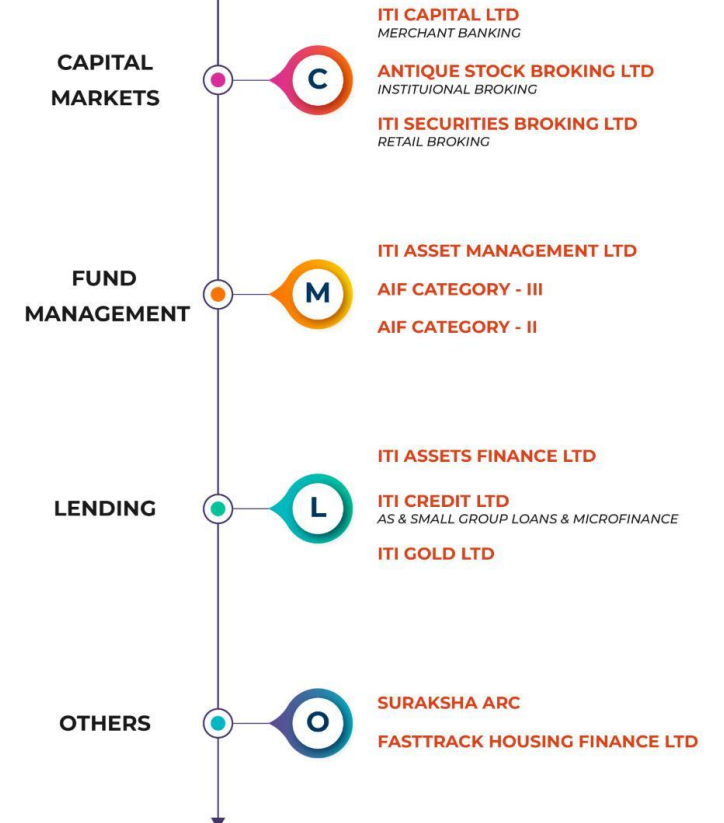 CAPITAL
MARKETS
C
ITI CAPITAL LTD
MERCHANT BANKING
ANTIQUE STOCK BROKING LTD
INSTITUIONAL BROKING
ITI SECURITIES BROKING LTD
RETAIL BROKING
FUND
MANAGEMENT
M
ITI ASSET MANAGEMENT LTD
AIF CATEGORY - III
AIF CATEGORY - II
LENDING
L
ITI ASSETS FINANCE LTD
ITI CREDIT LTD
AS & SMALL GROUP LOANS & MICROFINANCE
ITI GOLD LTD
OTHERS
O
SURAKSHA ARC
FASTTRACK HOUSING FINANCE LTD